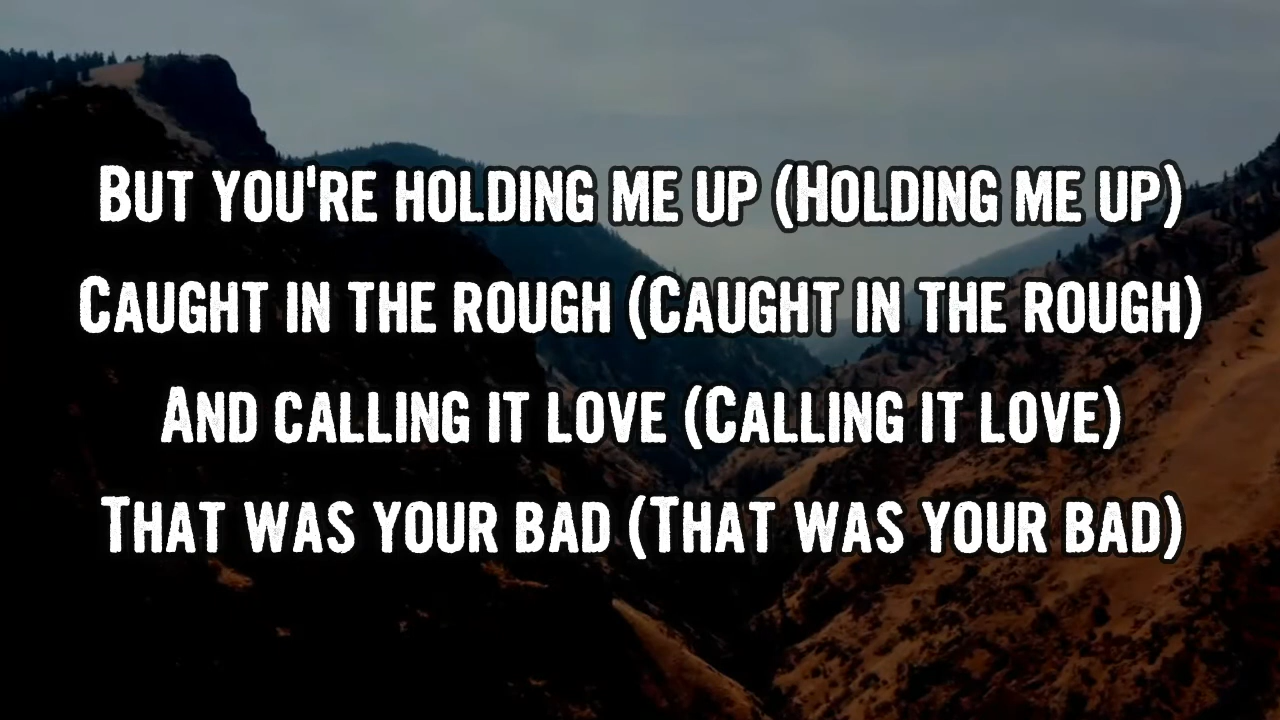 But you're holding me up (Holding me up)
Caught in the rough (Caught in the rough)
And calling it love (Calling it love)
That was your bad (That was your bad)